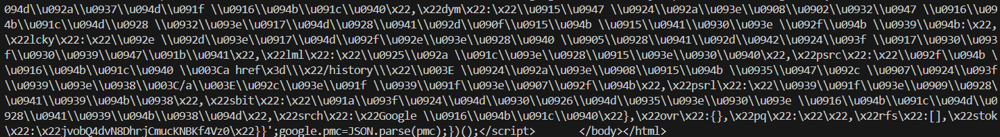 094d\\u092a\\u0937\\u094d\\u091f \\u0916\\u094b\\u091c\\u0940\x22,\x22dym\x22:\x22\\u0915\\u0947 \\u0924\\u092a\\u093e\\u0908\\u0902\\u0932\\u0947 \\u0916\\u09
4b\\u091c\\u094d\\u0928 \\u0932\\u093e\\u0917\\u094d\\u0928\\u0941\\u092d\\u090f\\u0915\\u094b \\u0915\\u0941\\u0930\\u093e \\u092f\\u094b \\u0939\\u094b:\x22,
\x22lcky\x22:\x22\\u092e \\u092d\\u093e\\u0917\\u094d\\u092f\\u092e\\u093e\\u0928\\u0940 \\u0905\\u0928\\u0941\\u092d\\u0942\\u0924\\u093f \\u0917\\u0930\\u093
f\\u0930\\u0939\\u0947\\u091b\\u0941\x22,\x22lml\x22:\x22\\u0925\\u092a \\u091c\\u093e\\u0928\\u0915\\u093e\\u0930\\u0940\x22,\x22psrc\x22:\x22\\u092f\\u094b \
\u0916\\u094b\\u091c\\u0940 \\u003Ca href\x3d\\\x22/history\\\x22\\u003E \\u0924\\u092a\\u093e\\u0908\\u0915\\u094b \\u0935\\u0947\\u092c \\u0907\\u0924\\u093f
\\u0939\\u093e\\u0938\\u003C/a\\u003E\\u092c\\u093e\\u091f \\u0939\\u091f\\u093e\\u0907\\u092f\\u094b\x22,\x22psrl\x22:\x22\\u0939\\u091f\\u093e\\u0909\\u0928\
\u0941\\u0939\\u094b\\u0938\x22,\x22sbit\x22:\x22\\u091a\\u093f\\u0924\\u094d\\u0930\\u0926\\u094d\\u0935\\u093e\\u0930\\u093e \\u0916\\u094b\\u091c\\u094d\\u0
928\\u0941\\u0939\\u094b\\u0938\\u094d\x22,\x22srch\x22:\x22Google \\u0916\\u094b\\u091c\\u0940\x22},\x22ovr\x22:{},\x22pq\x22:\x22\x22,\x22rfs\x22:[],\x22stok
\x22:\x22jvobQ4dvN8DhrjCmucKNBKf4Vz0\x22}}';google.pmc=JSON.parse(pmc);})();</script>        </body></html>